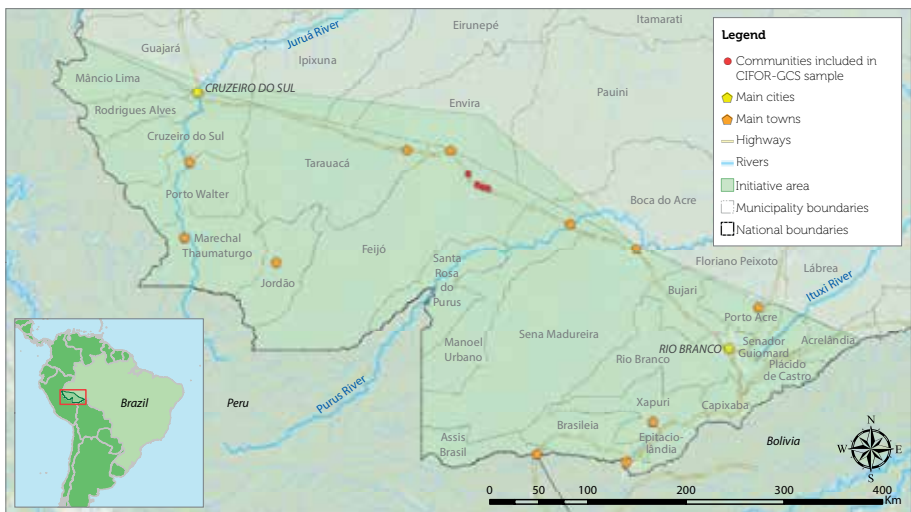 Itamarati
Eirunepé
Guajará
Juruá River
Ipixuna
Legend
Communities included in
CIFOR-GCS sample
Main cities
Main towns
Highways
Rivers
Initiative area
Municipality boundaries
National boundaries
Mâncio Lima
CRUZEIRO DO SUL
Envira
Pauini
Rodrigues Alves
Cruzeiro do Sul
Tarauacá
Porto Walter
Boca do Acre
Marechal
Thaumaturgo
Feijó
Jordão
Santa
Rosa
do
Purus
Floriano Peixoto
Lábrea
Ituxi River
Bujari
Porto Acre
Manoel
Urbano
Sena Madureira
RIO BRANCO
Senador
Guiomard
Acrelândia
Rio Branco
Plácido
de Castro
Purus River
Brazil
Peru
Xapuri
Capixaba
Brasileia
Assis
Brasil
Epitacio-
lândia
Bolivia
N
W
E
S
0
50
100
200
300
400
Km